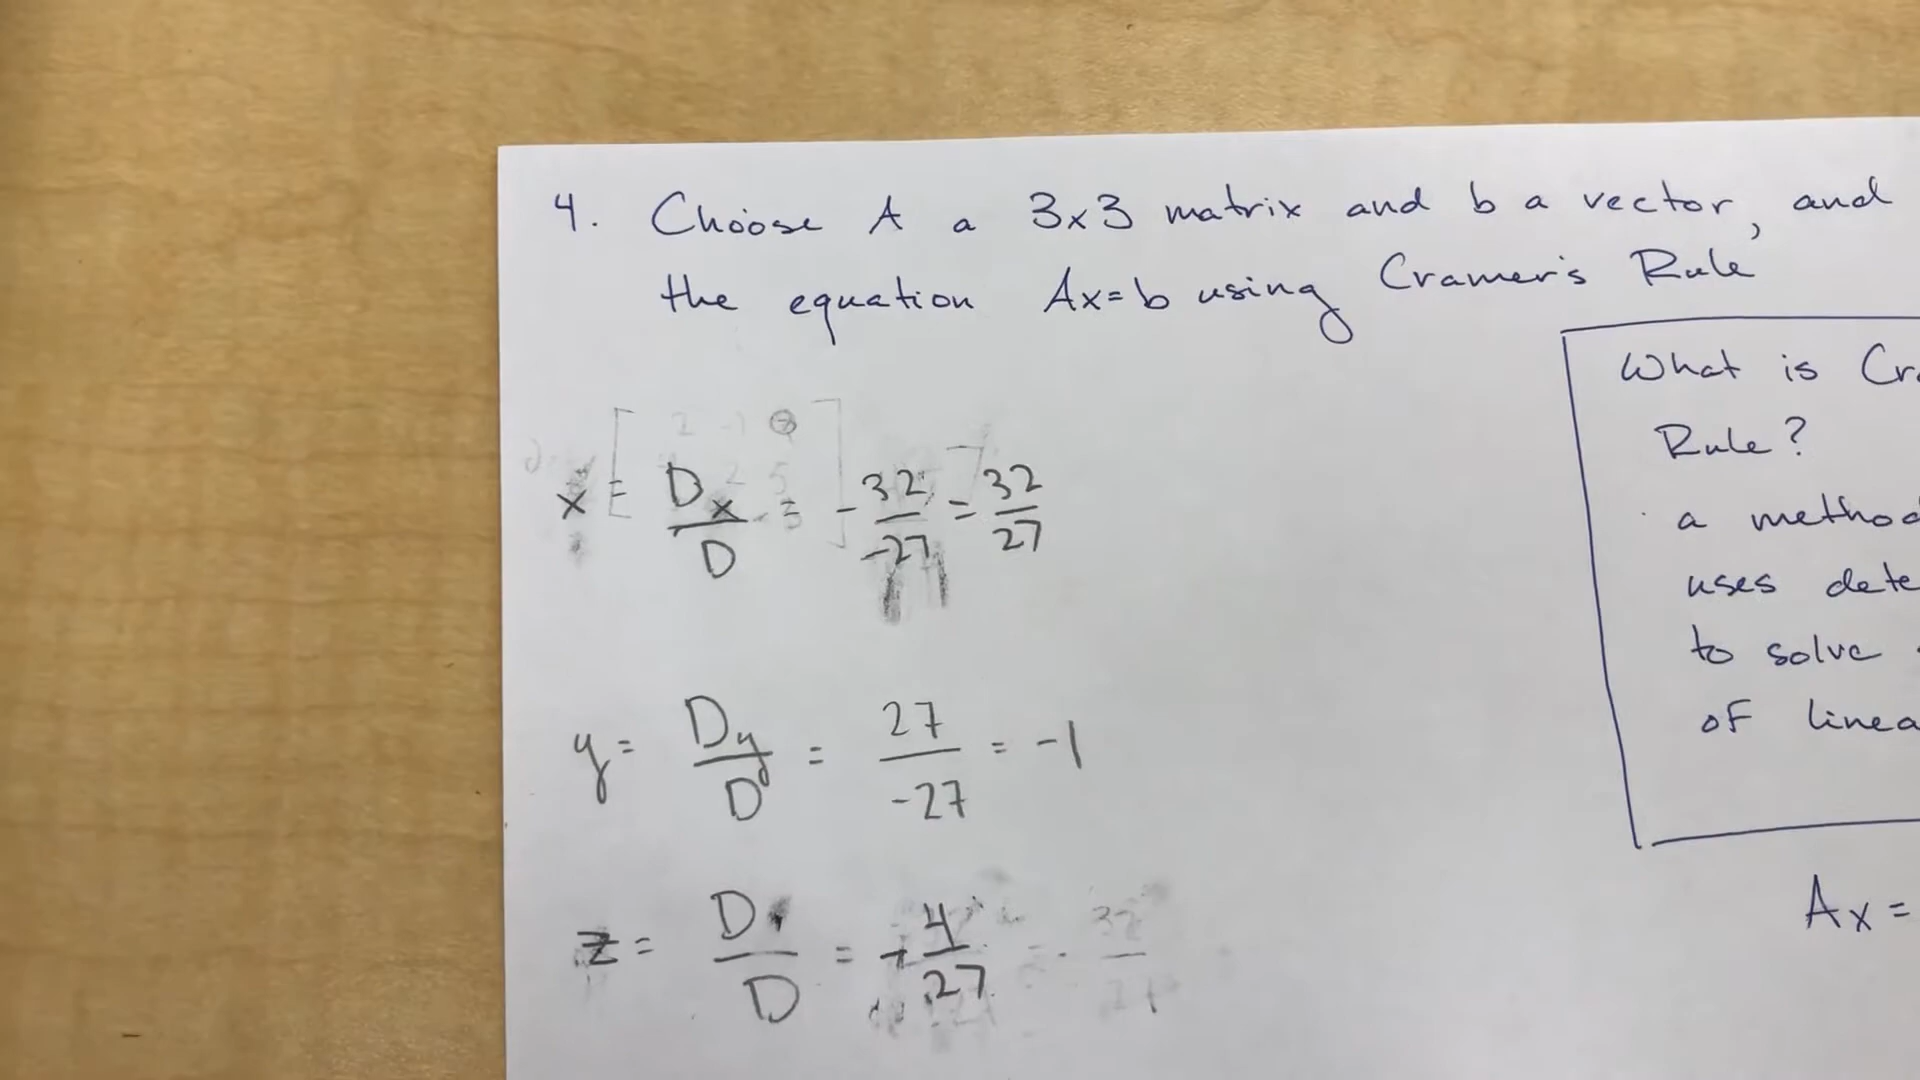 4. Choose A a 3x3 matrix and b a vector, and
the equation Ax=b using Cramer's Rule
What is Cr
Rule?
a method
uses dete
to solve
of linea
Ax =
x = Dx/D = -32/-27 = 32/27
y = Dy/D = 27/-27 = -1
z = D/D = 4/27